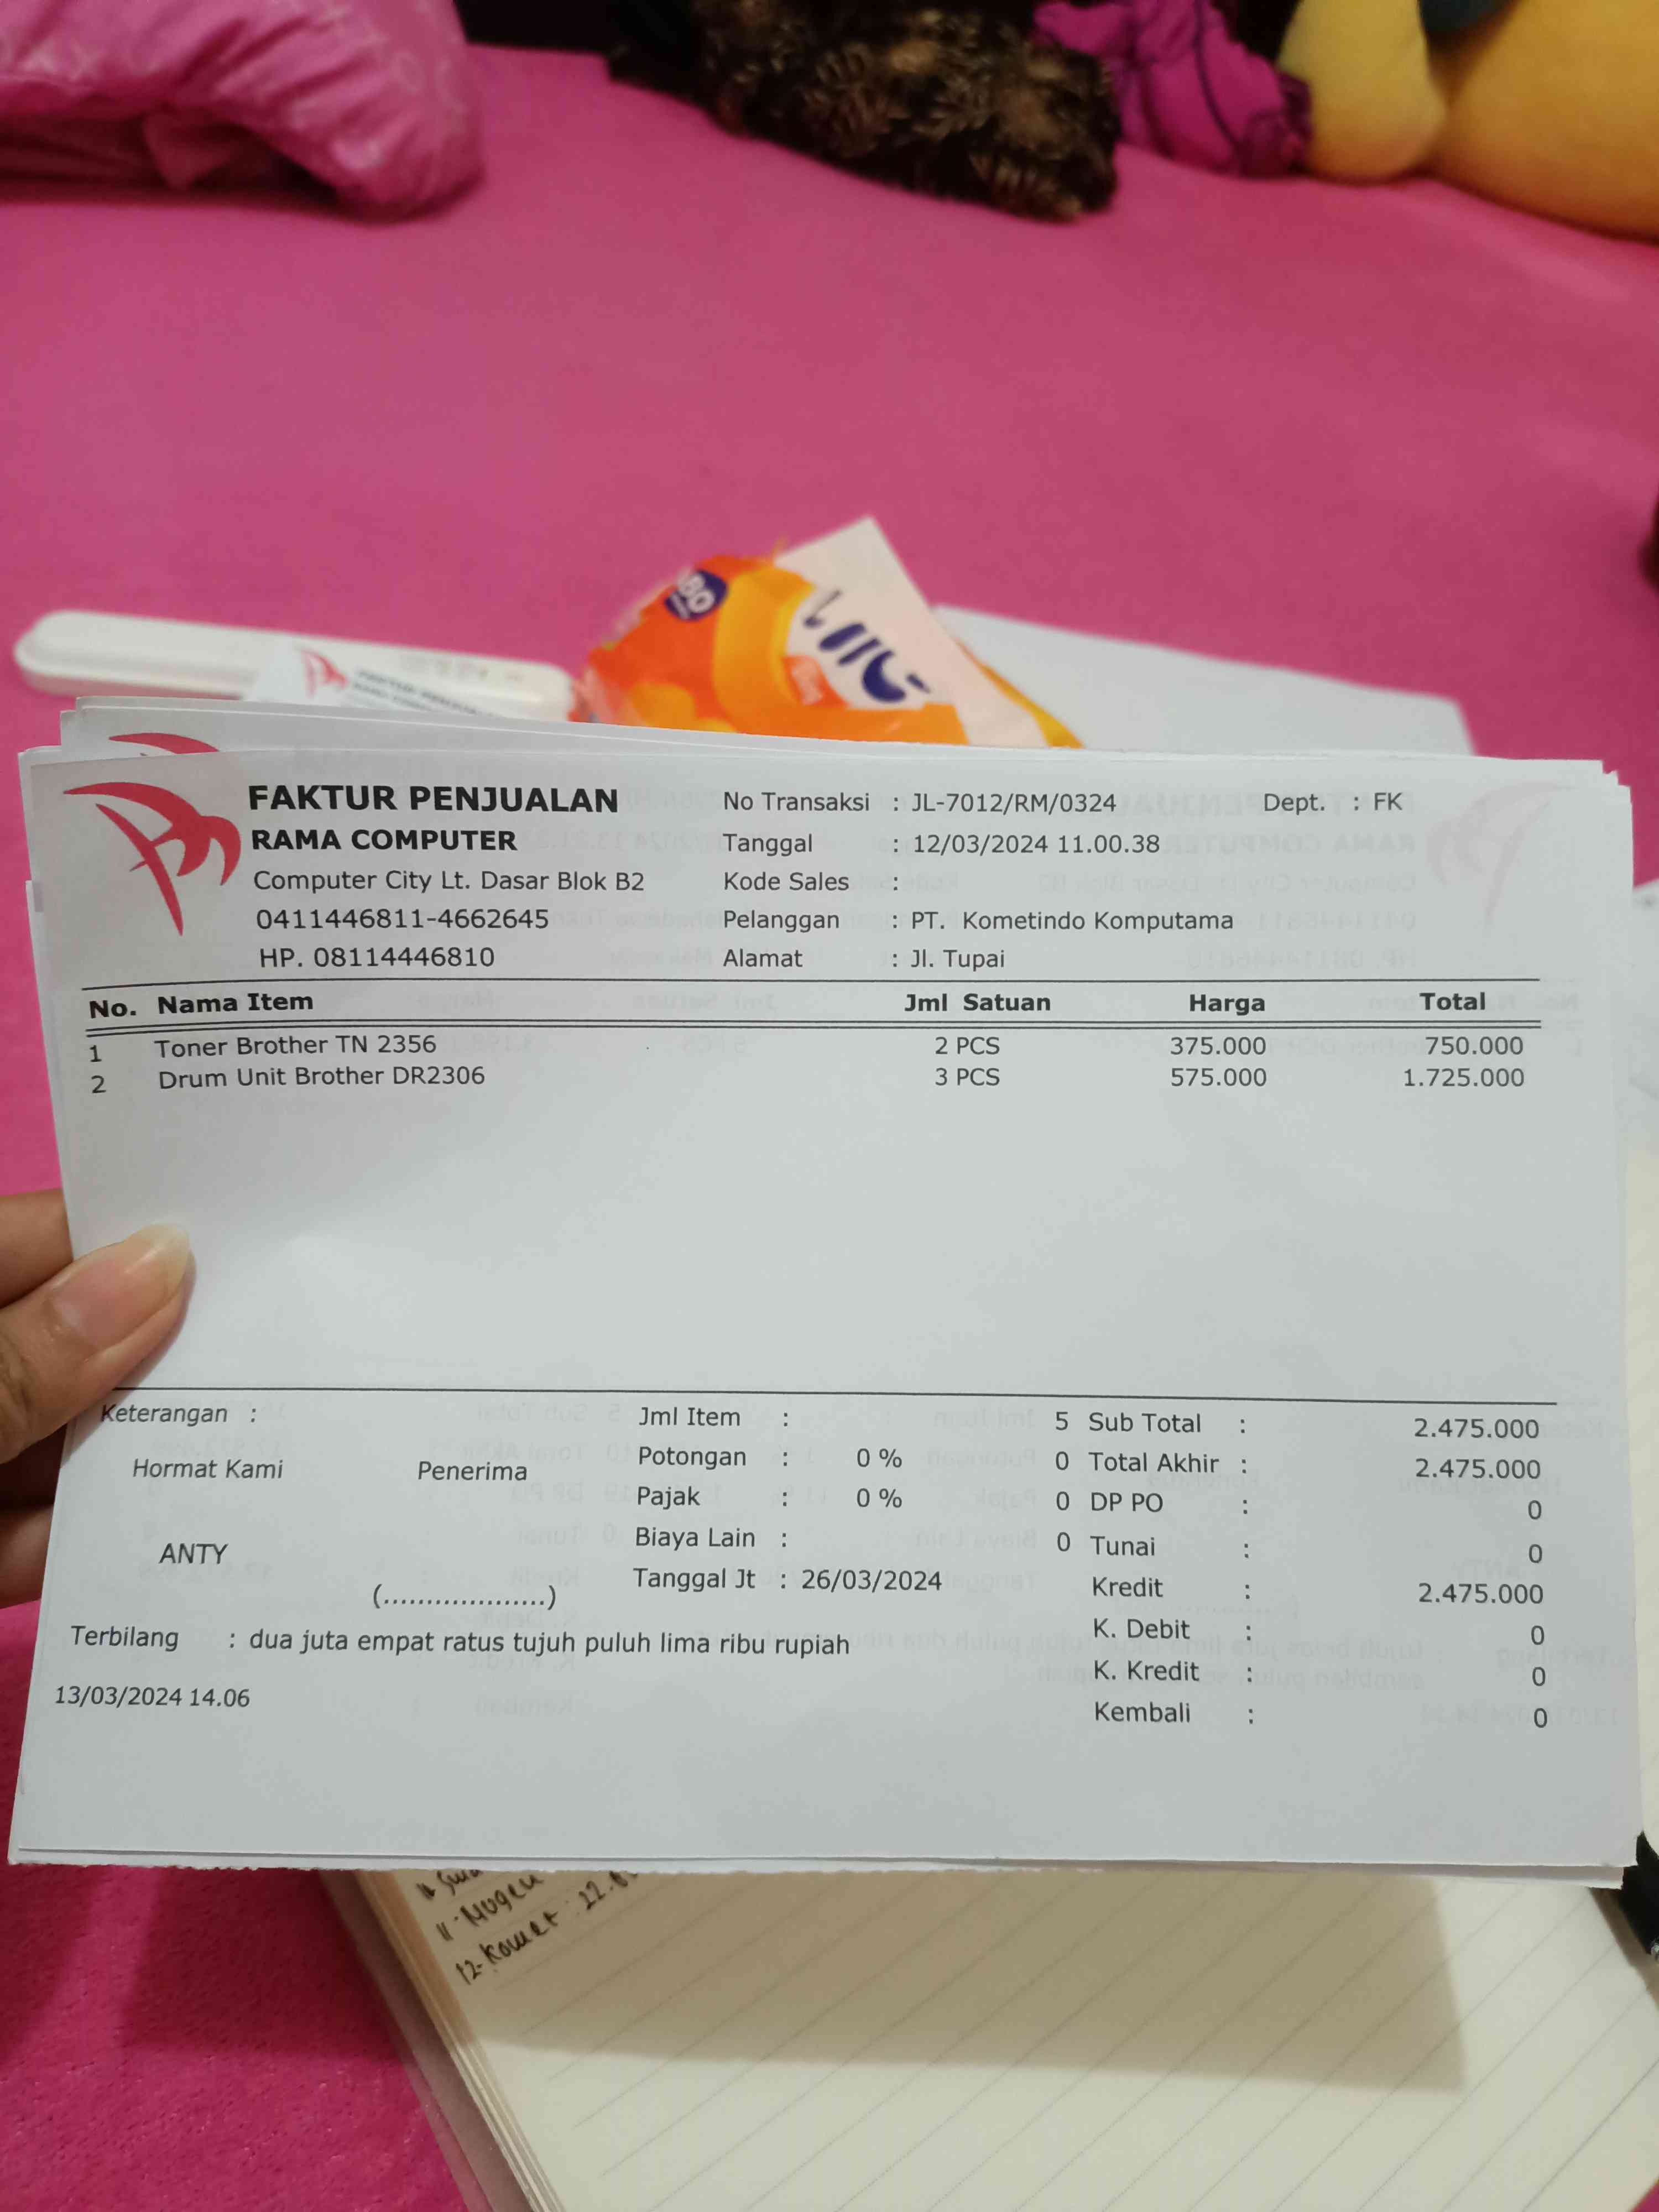 80
FAKTUR PENJUALAN
FAKTUR PENJUALAN
RAMA COMPUTER
Computer City Lt. Dasar Blok B2
0411446811-4662645
HP. 08114446810
No Transaksi : JL-7012/RM/0324 Dept. : FK
Tanggal : 12/03/2024 11.00.38
Kode Sales :
Pelanggan : PT. Kometindo Komputama
Alamat : Jl. Tupai
No. Nama Item Jml Satuan Harga Total
1 Toner Brother TN 2356 2 PCS 375.000 750.000
2 Drum Unit Brother DR2306 3 PCS 575.000 1.725.000
Keterangan :
Hormat Kami Penerima
ANTY
(....................)
Jml Item : 5
Potongan : 0 % 0
Pajak : 0 % 0
Biaya Lain : 0
Tanggal Jt : 26/03/2024
Sub Total : 2.475.000
Total Akhir : 2.475.000
DP PO : 0
Tunai : 0
Kredit : 2.475.000
K. Debit : 0
K. Kredit : 0
Kembali : 0
Terbilang : dua juta empat ratus tujuh puluh lima ribu rupiah
13/03/2024 14.06
12. Komet : 22.